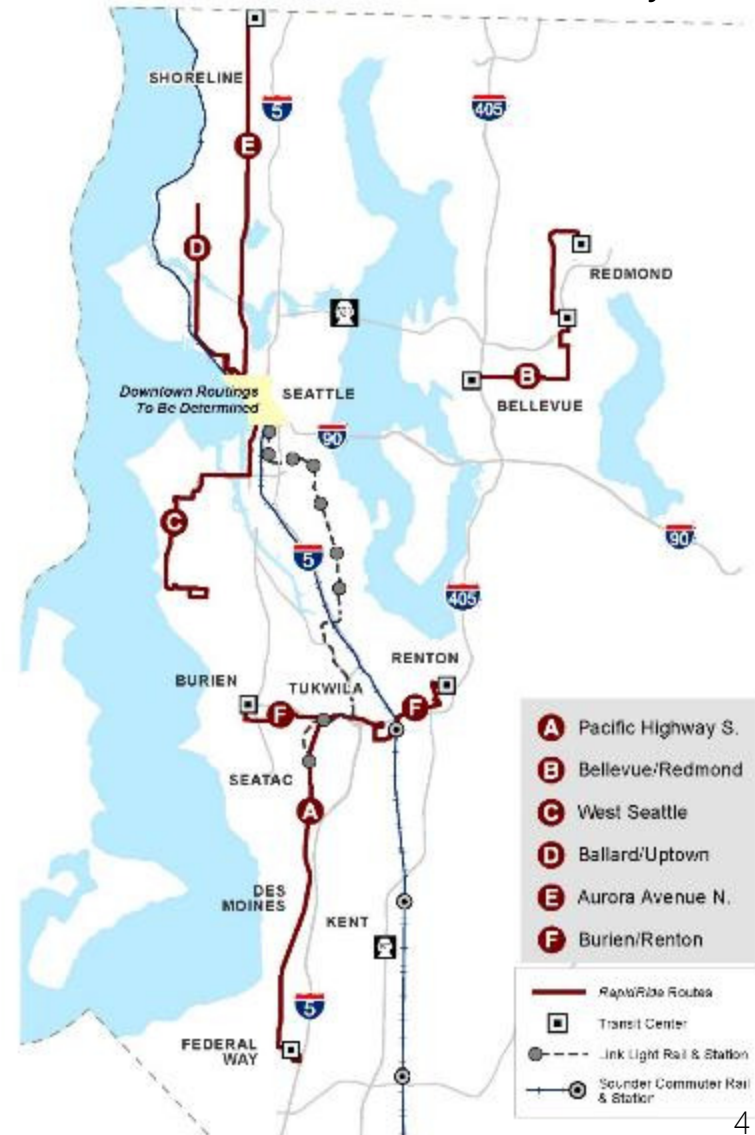 SHORELINE
5
405
E
D
REDMOND
Downtown Routings
To Be Determined
SEATTLE
B
BELLEVUE
90
C
5
90
405
RENTON
BURIEN
TUKWILA
F
F
SEATAC
A
DES
MOINES
KENT
5
FEDERAL
WAY
A Pacific Highway S.
B Bellevue/Redmond
C West Seattle
D Ballard/Uptown
E Aurora Avenue N.
F Burien/Renton
RapidRide Routes
Transit Center
Link Light Rail & Station
Sounder Commuter Rail
& Station
4